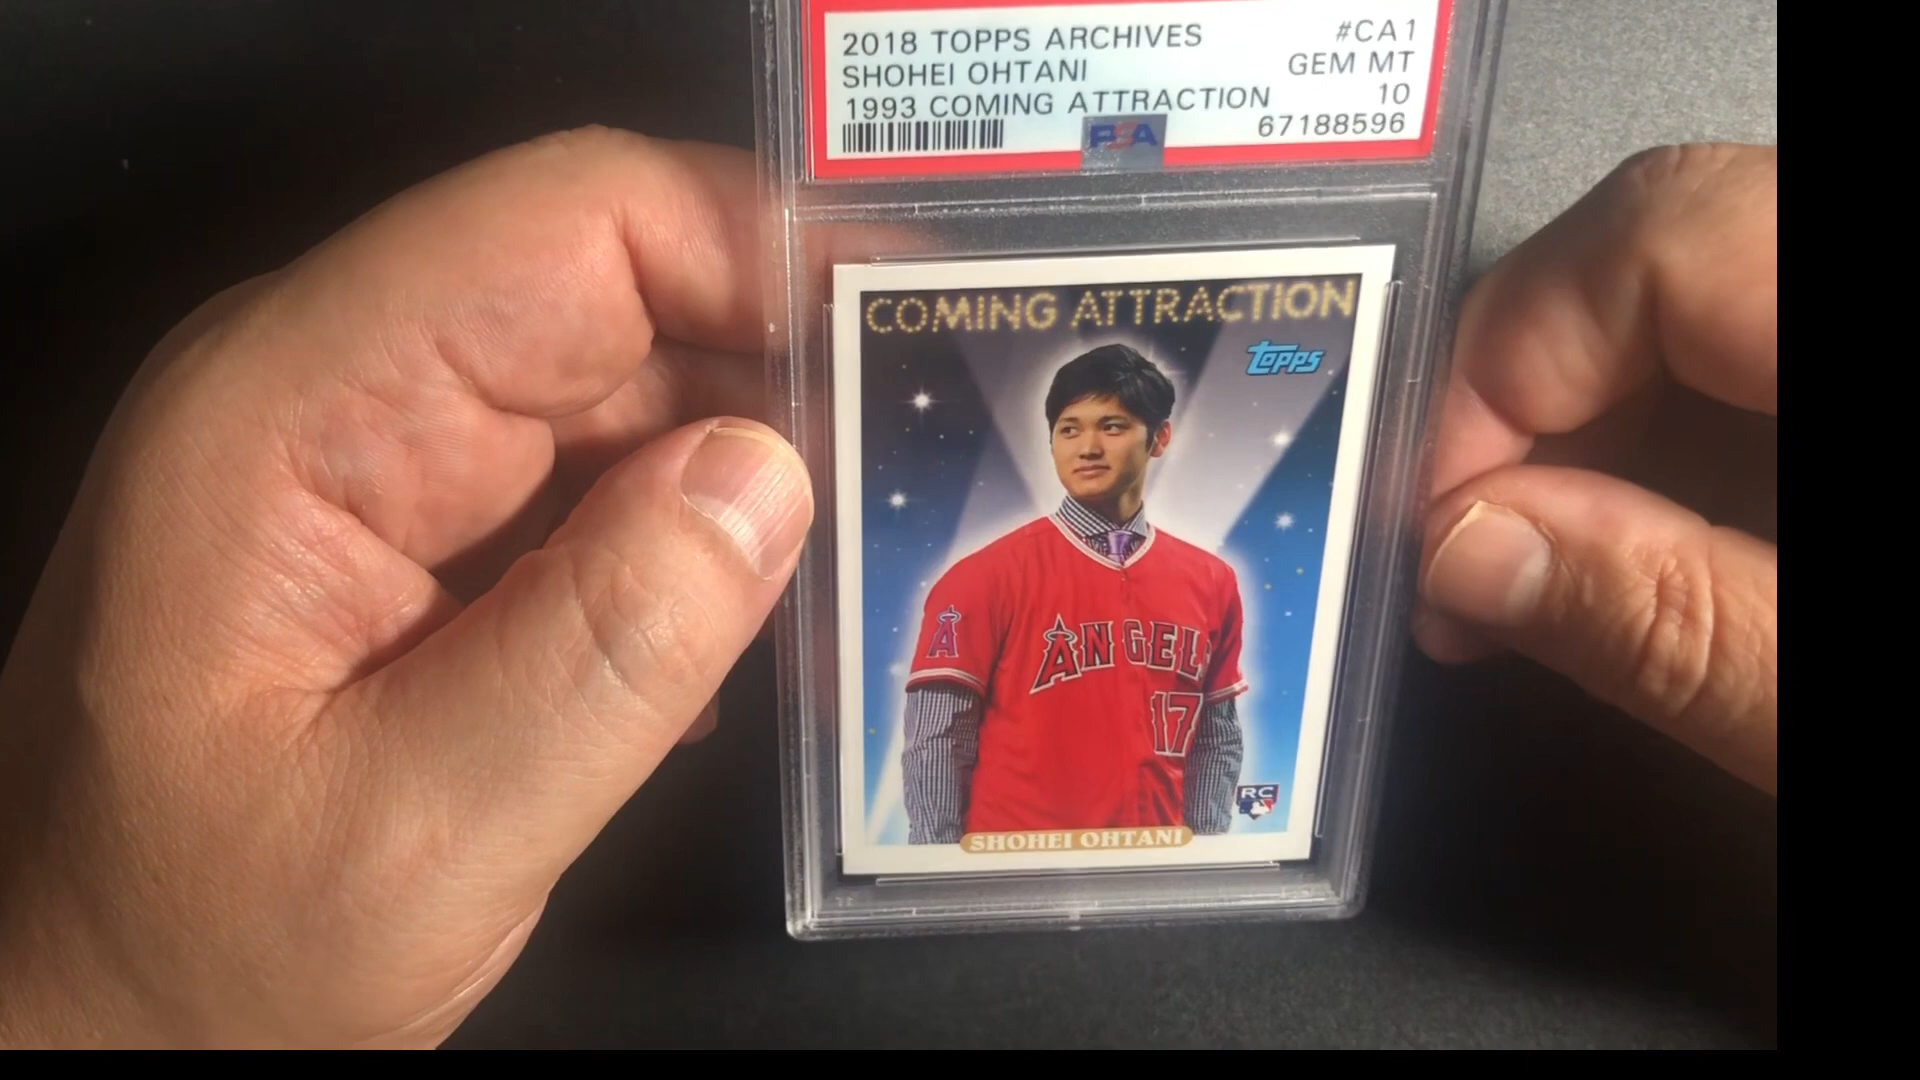 2018 TOPPS ARCHIVES #CA1
SHOHEI OHTANI GEM MT
1993 COMING ATTRACTION 10
67188596
PSA
COMING ATTRACTION
Topps
A
ANGEL
17
RC
SHOHEI OHTANI